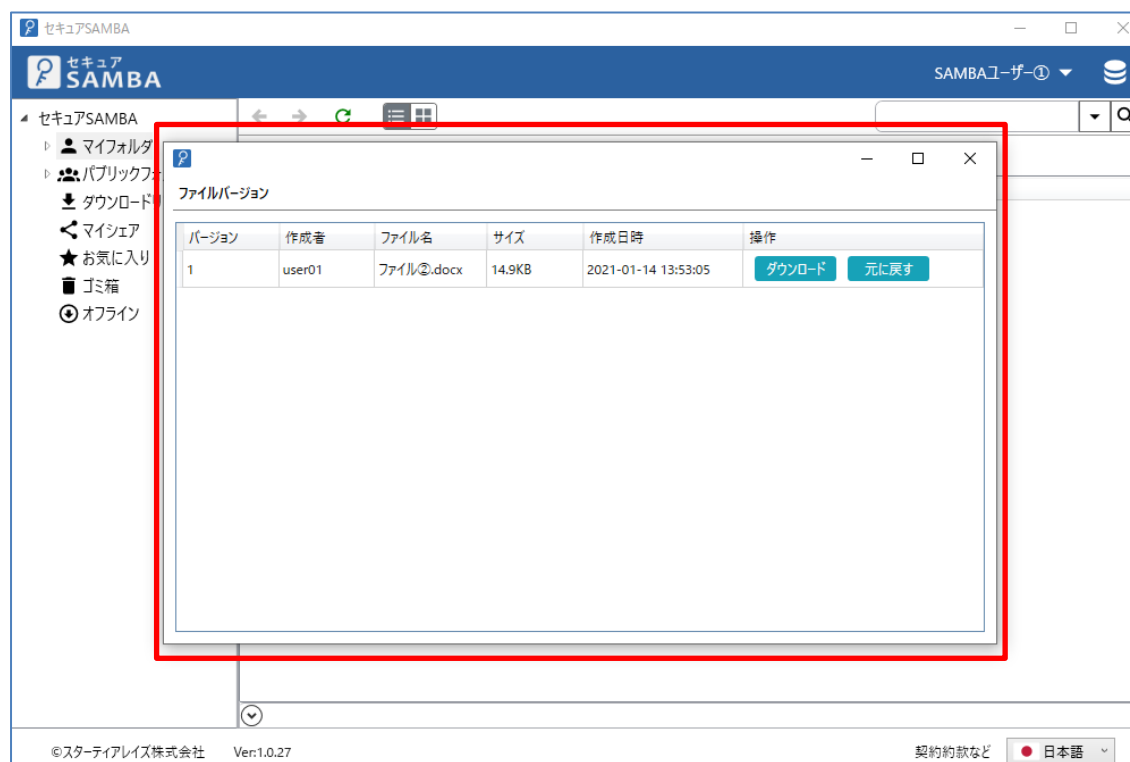 セキュアSAMBA
セキュア
SAMBA
SAMBAユーザー①
セキュアSAMBA
マイフォルダ
パブリックフォ
ダウンロードリ
マイシェア
お気に入り
ゴミ箱
オフライン
ファイルバージョン
バージョン 作成者 ファイル名 サイズ 作成日時 操作
1 user01 ファイル②.docx 14.9KB 2021-01-14 13:53:05 ダウンロード 元に戻す
©スターティアレイズ株式会社 Ver:1.0.27 契約約款など 日本語